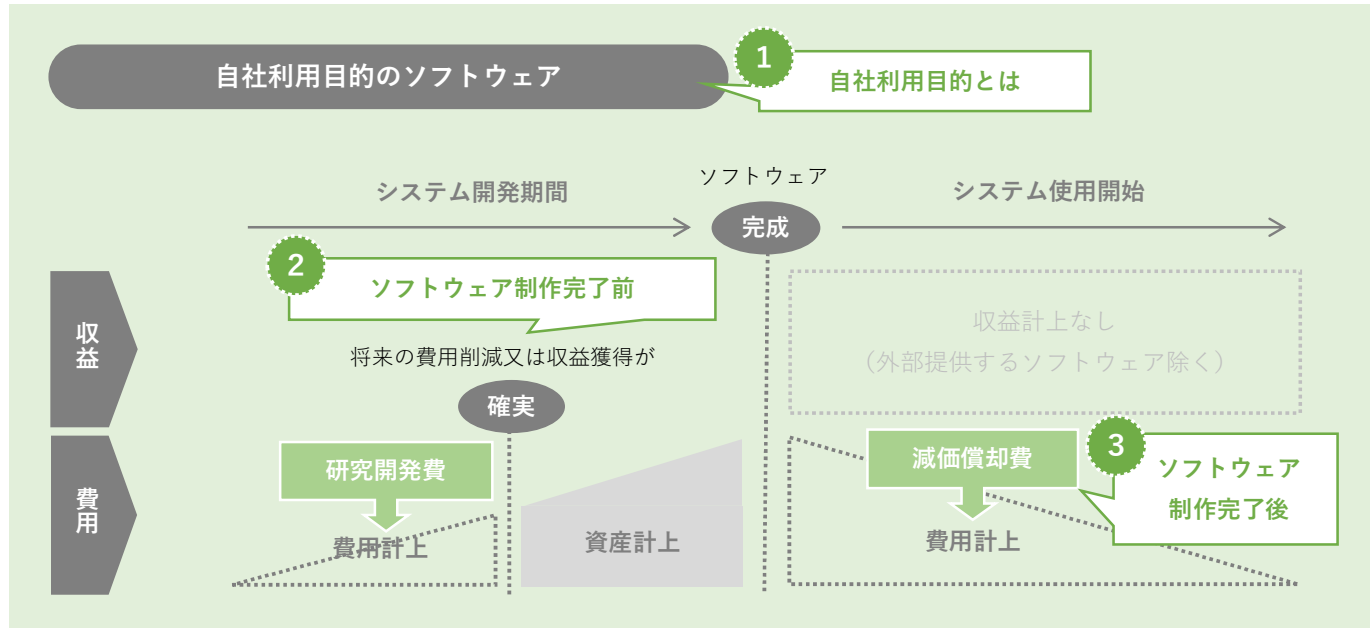 自社利用目的のソフトウェア
1
自社利用目的とは
ソフトウェア
システム開発期間
完成
システム使用開始
2
ソフトウェア制作完了前
収益
将来の費用削減又は収益獲得が
確実
収益計上なし
（外部提供するソフトウェア除く）
費用
研究開発費
費用計上
資産計上
減価償却費
費用計上
3
ソフトウェア
制作完了後